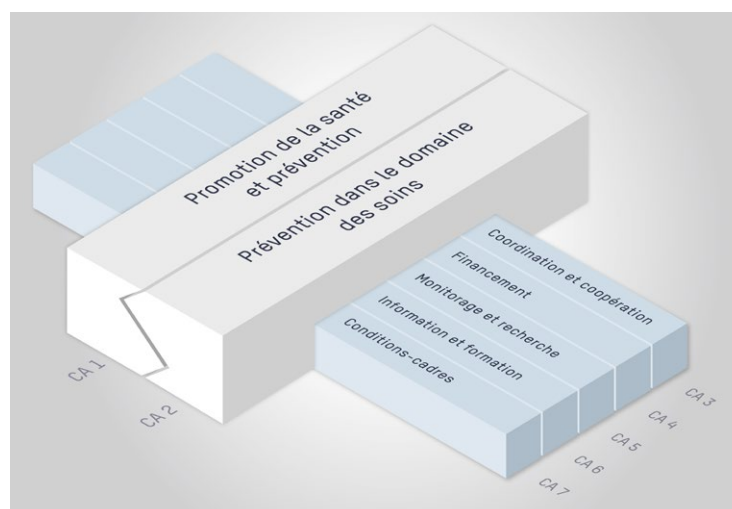 Promotion de la santé
et prévention
Prévention dans le domaine
des soins
Coordination et coopération
Financement
Monitorage et recherche
Information et formation
Conditions-cadres
CA 1
CA 2
CA 3
CA 4
CA 5
CA 6
CA 7